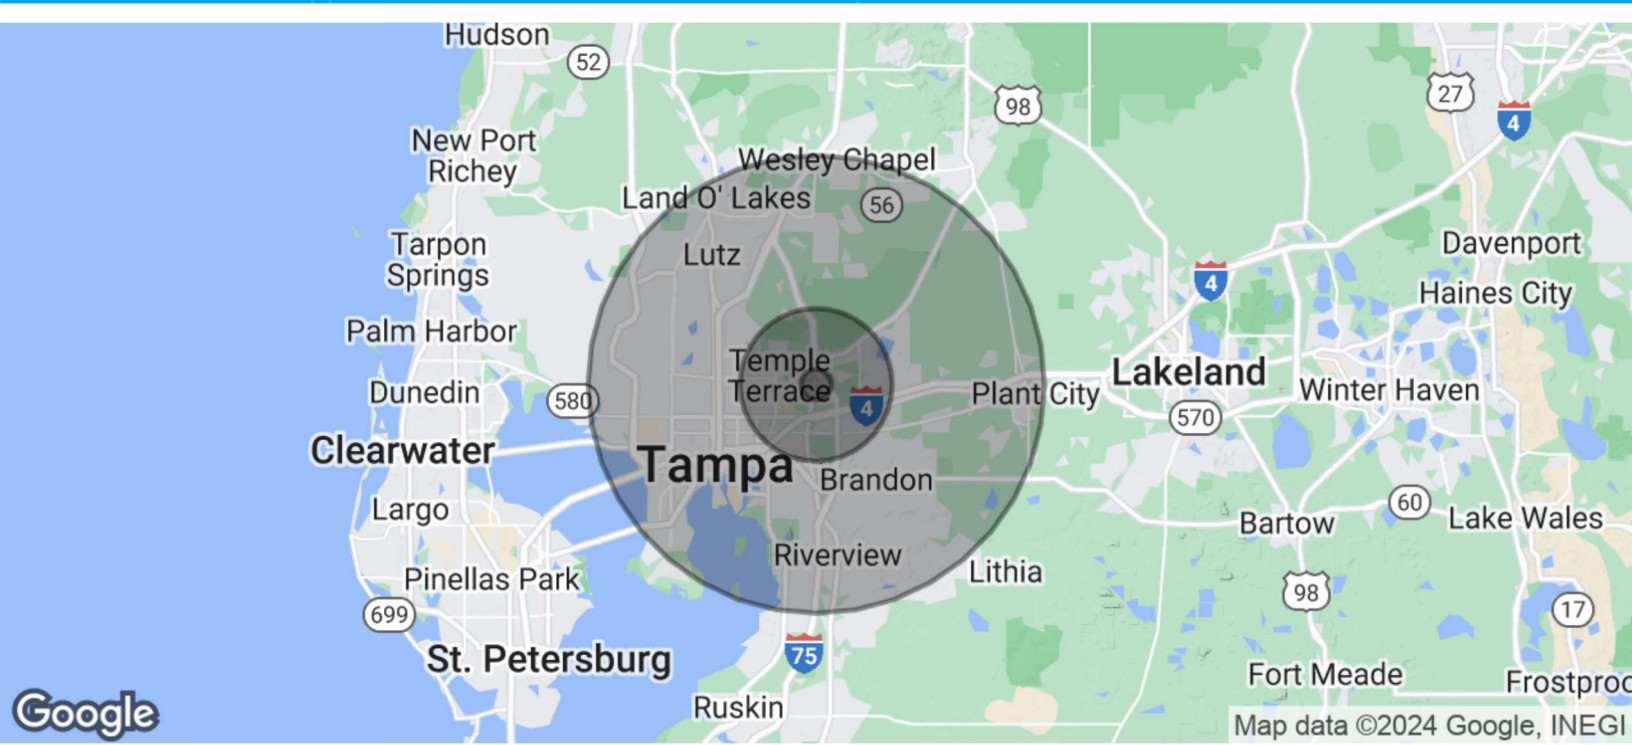 Hudson
52
27
98
4
New Port
Richey
Wesley Chapel
Land O' Lakes
56
Tarpon
Springs
Lutz
Davenport
4
Haines City
Palm Harbor
Temple
Terrace
Dunedin
580
4
Plant City
Lakeland
Winter Haven
570
Clearwater
Tampa
Brandon
Largo
60
Bartow
Lake Wales
Riverview
Lithia
Pinellas Park
98
699
17
St. Petersburg
75
Fort Meade
Frostproo
Ruskin
Google
Map data ©2024 Google, INEGI